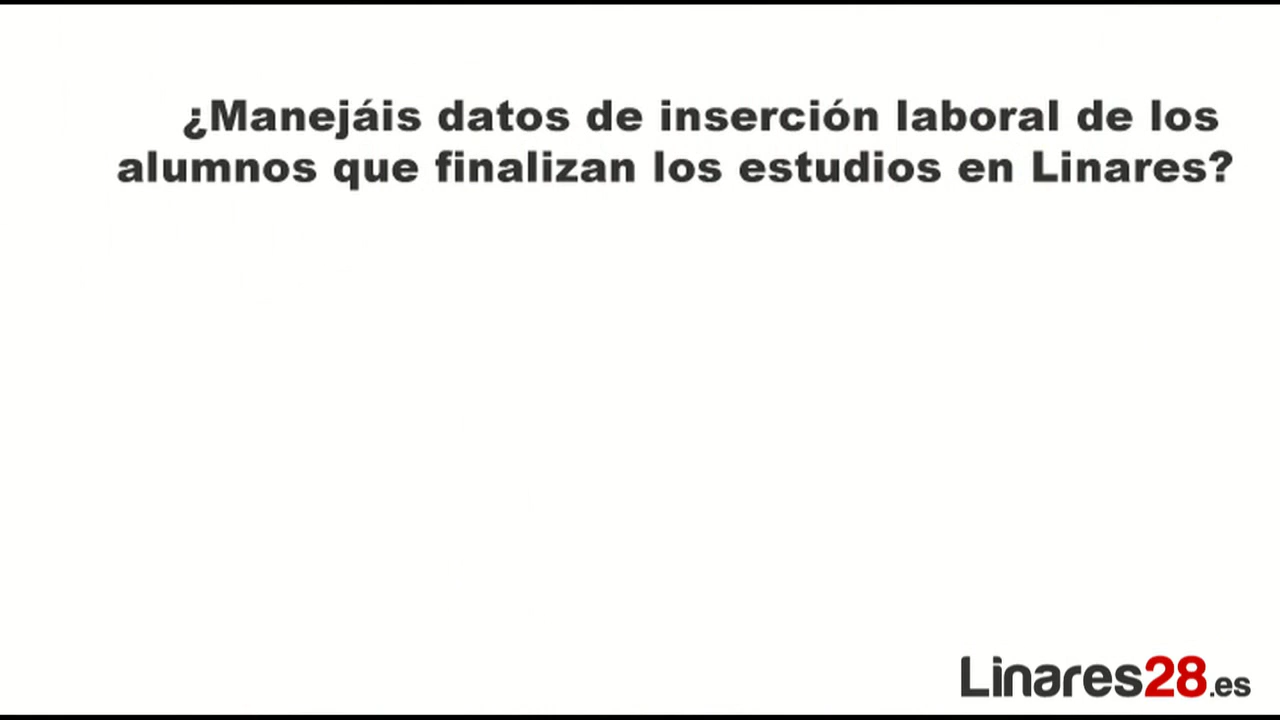 ¿Manejáis datos de inserción laboral de los
alumnos que finalizan los estudios en Linares?
Linares28.es